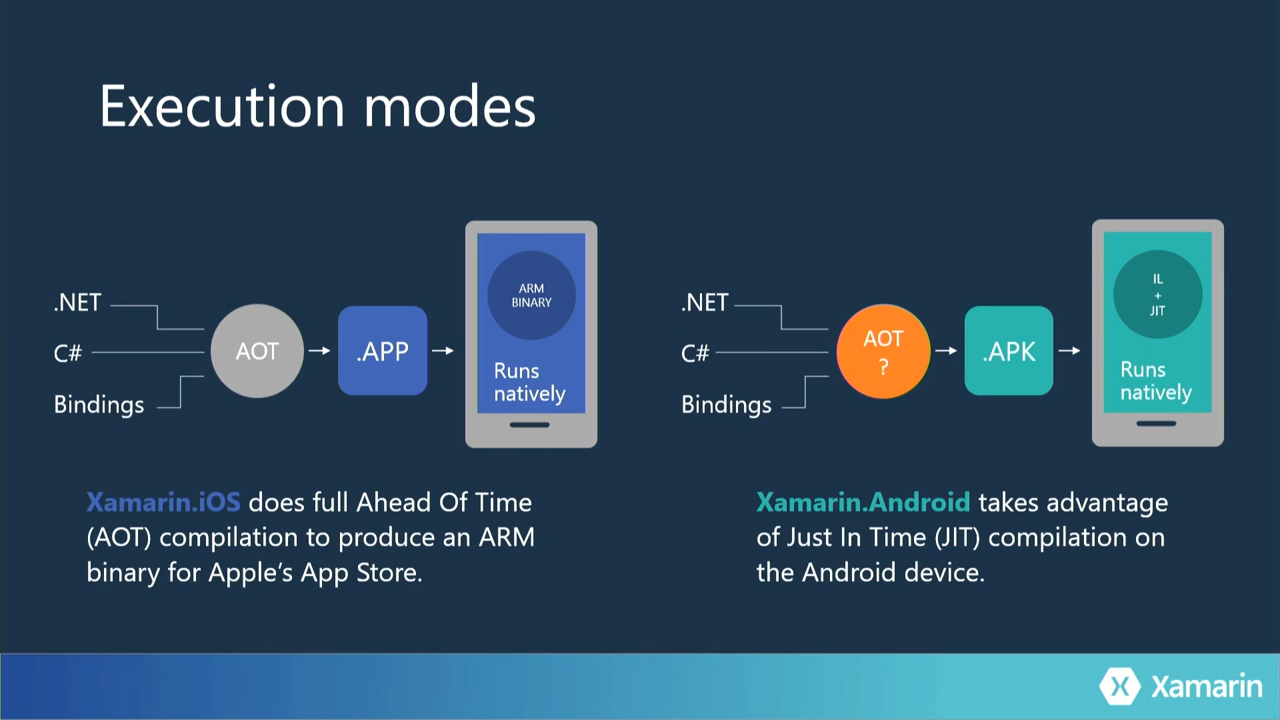 Execution modes
.NET
C#
Bindings
AOT
.APP
ARM
BINARY
Runs
natively
Xamarin.iOS does full Ahead Of Time
(AOT) compilation to produce an ARM
binary for Apple's App Store.
.NET
C#
Bindings
AOT
?
.APK
IL
+
JIT
Runs
natively
Xamarin.Android takes advantage
of Just In Time (JIT) compilation on
the Android device.
Xamarin